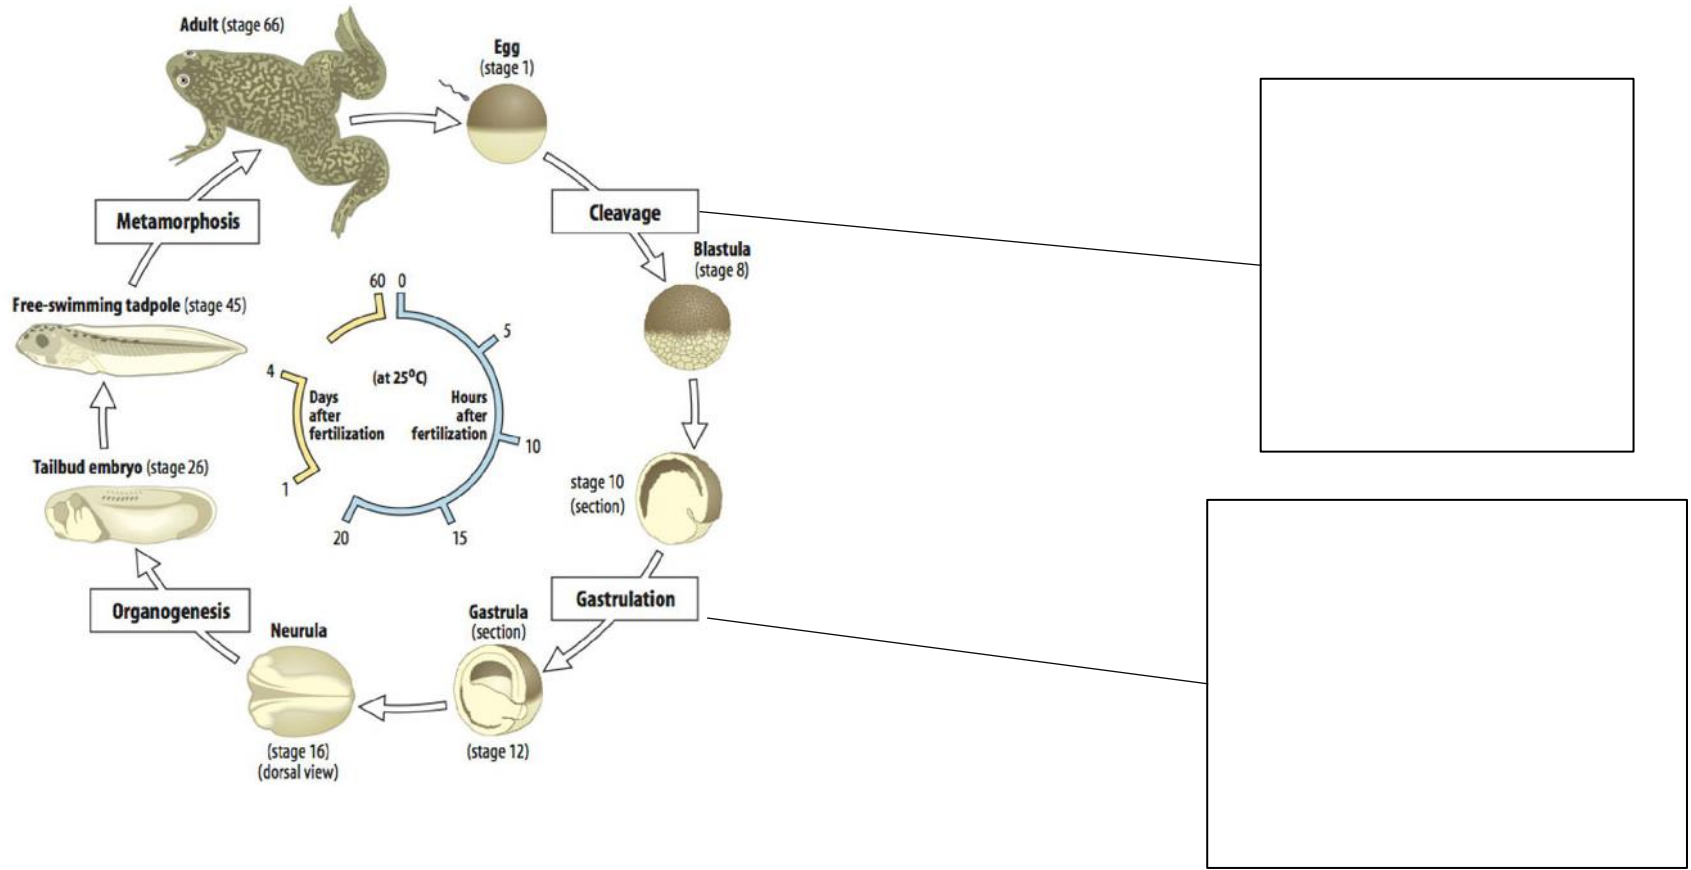 Adult (stage 66)
Egg
(stage 1)
Cleavage
Blastula
(stage 8)
stage 10
(section)
Gastrulation
Gastrula
(section)
(stage 12)
Neurula
(stage 16)
(dorsal view)
Organogenesis
Tailbud embryo (stage 26)
Free-swimming tadpole (stage 45)
Metamorphosis
60 0
5
10
15
20
1
4
(at 25°C)
Days
after
fertilization
Hours
after
fertilization